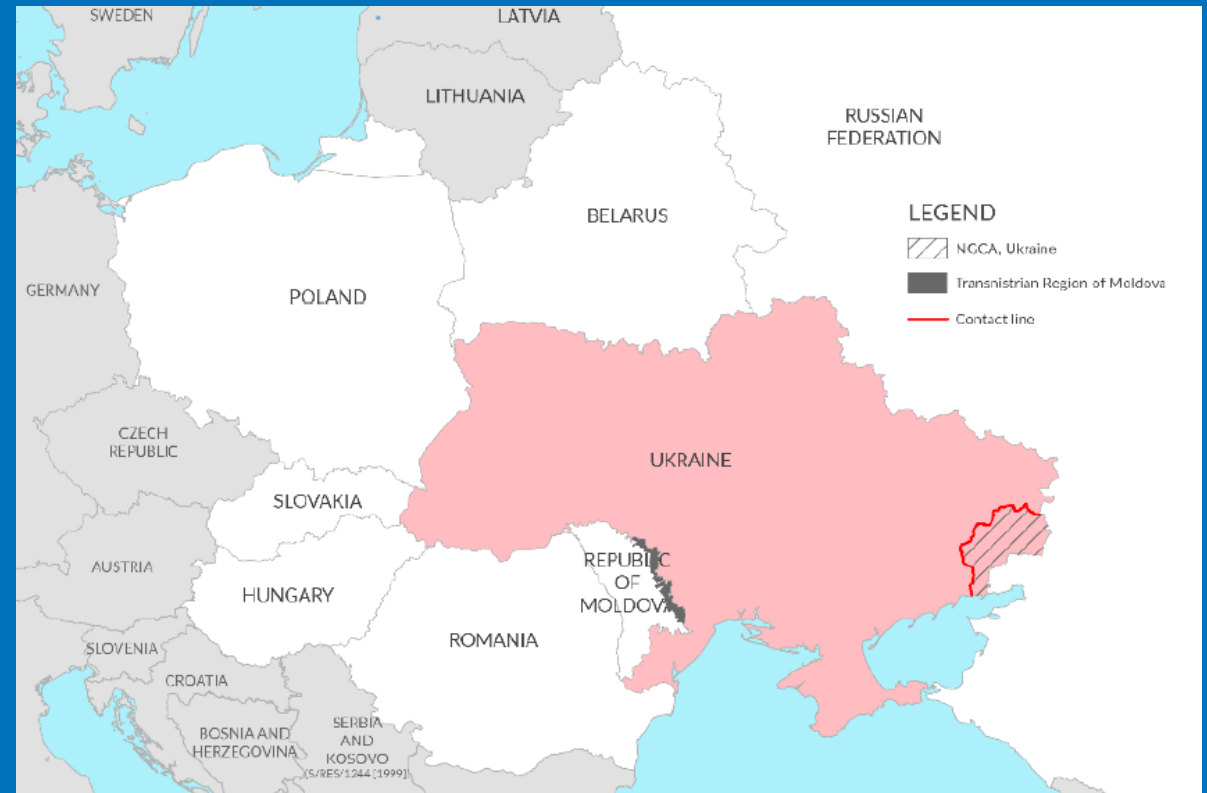 SWEDEN
LATVIA
LITHUANIA
RUSSIAN
FEDERATION
BELARUS
LEGEND
NGCA, Ukraine
Transnistrian Region of Moldova
Contact line
GERMANY
POLAND
CZECH
REPUBLIC
UKRAINE
SLOVAKIA
AUSTRIA
HUNGARY
REPUBLIC
OF
MOLDOVA
ROMANIA
SLOVENIA
CROATIA
BOSNIA AND
HERZEGOVINA
SERBIA
AND
KOSOVO
(S/RES/1244 [1999])